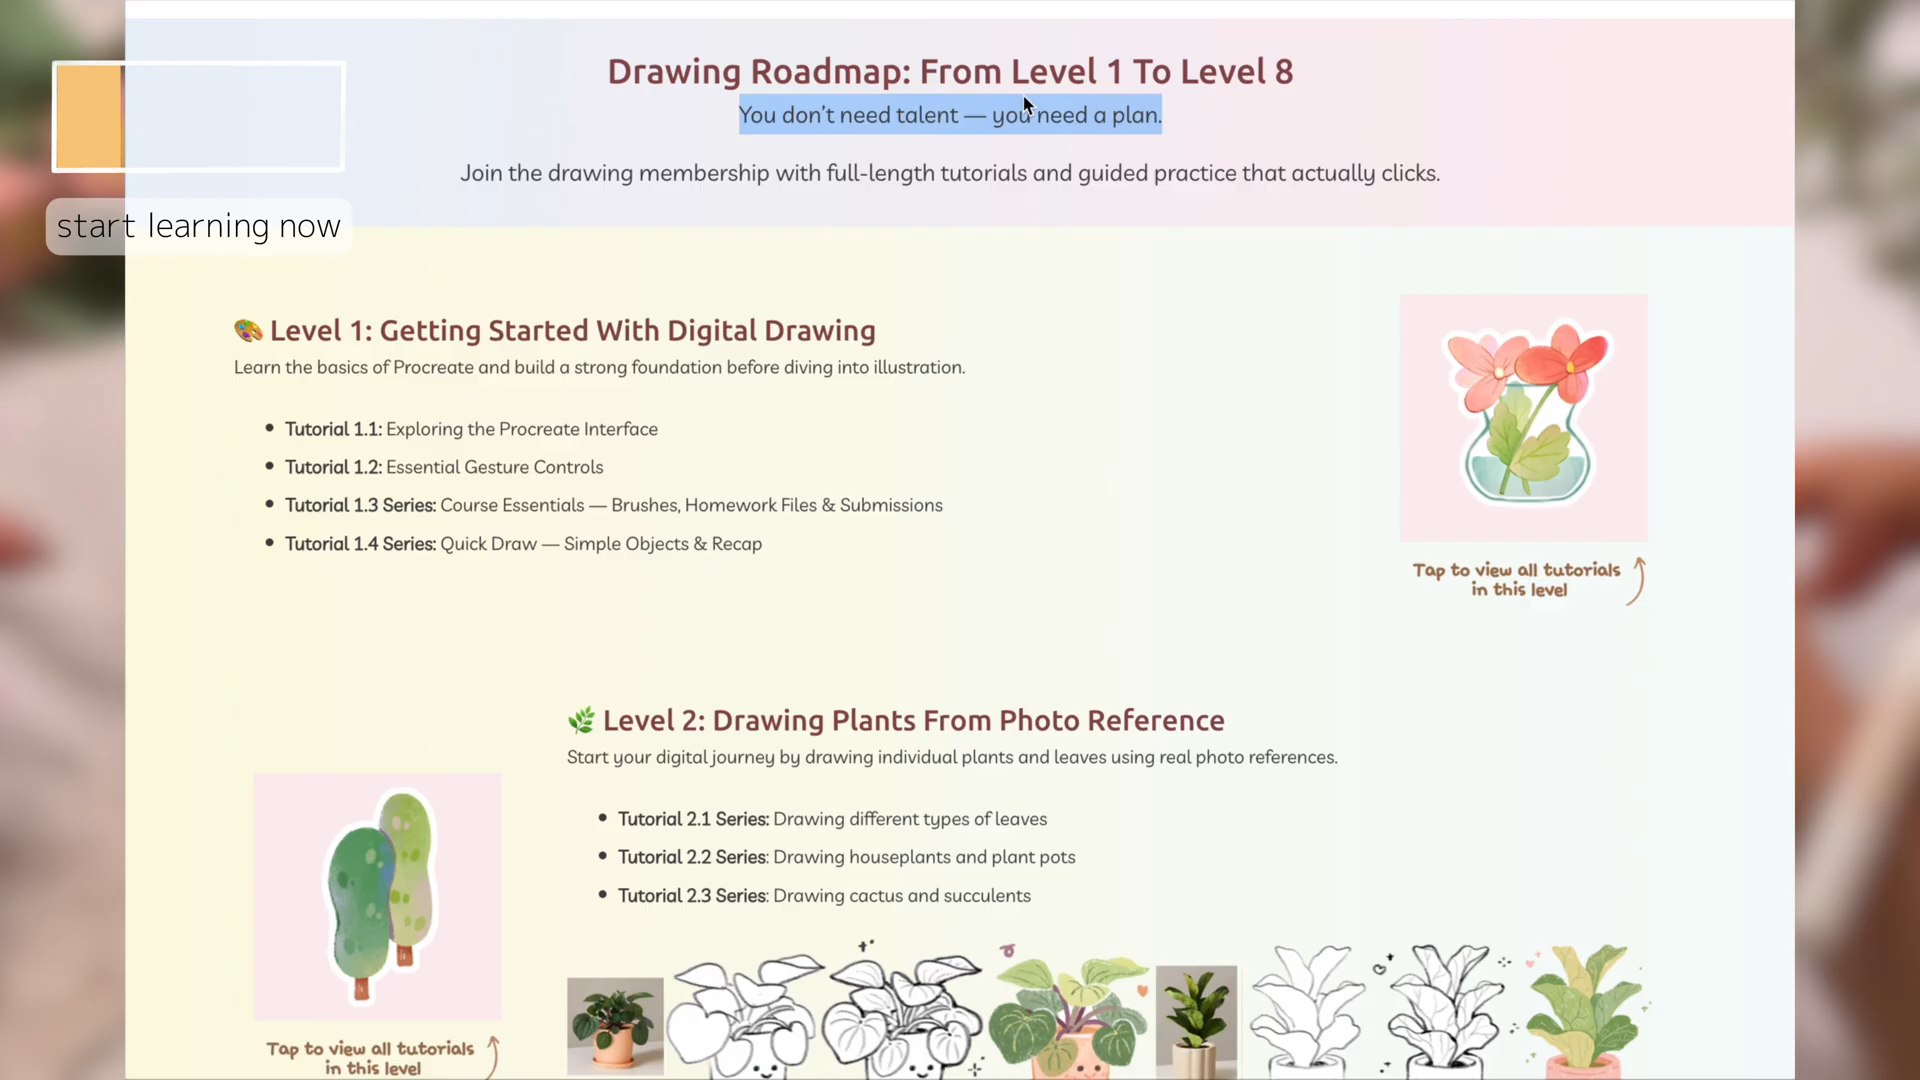 Drawing Roadmap: From Level 1 To Level 8
You don't need talent — you need a plan.
Join the drawing membership with full-length tutorials and guided practice that actually clicks.
start learning now
🎨 Level 1: Getting Started With Digital Drawing
Learn the basics of Procreate and build a strong foundation before diving into illustration.
• Tutorial 1.1: Exploring the Procreate Interface
• Tutorial 1.2: Essential Gesture Controls
• Tutorial 1.3 Series: Course Essentials — Brushes, Homework Files & Submissions
• Tutorial 1.4 Series: Quick Draw — Simple Objects & Recap
Tap to view all tutorials
in this level
🌿 Level 2: Drawing Plants From Photo Reference
Start your digital journey by drawing individual plants and leaves using real photo references.
• Tutorial 2.1 Series: Drawing different types of leaves
• Tutorial 2.2 Series: Drawing houseplants and plant pots
• Tutorial 2.3 Series: Drawing cactus and succulents
Tap to view all tutorials
in this level